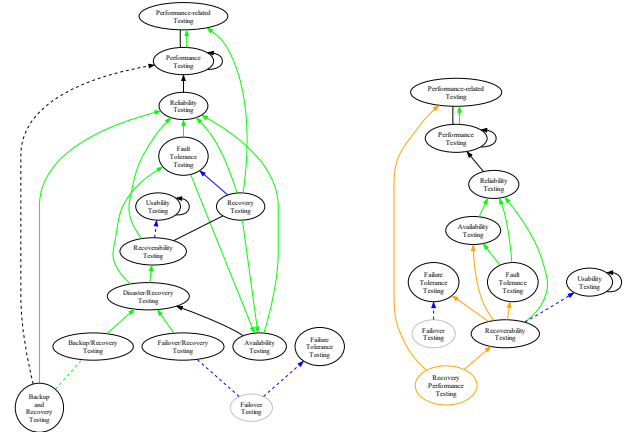 Performance-related
Testing
Performance
Testing
Reliability
Testing
Fault
Tolerance
Testing
Usability
Testing
Recovery
Testing
Recoverability
Testing
Disaster/Recovery
Testing
Backup/Recovery
Testing
Failover/Recovery
Testing
Availability
Testing
Failure
Tolerance
Testing
Backup
and
Recovery
Testing
Failover
Testing
Performance-related
Testing
Performance
Testing
Reliability
Testing
Availability
Testing
Failure
Tolerance
Testing
Fault
Tolerance
Testing
Usability
Testing
Failover
Testing
Recoverability
Testing
Recovery
Performance
Testing